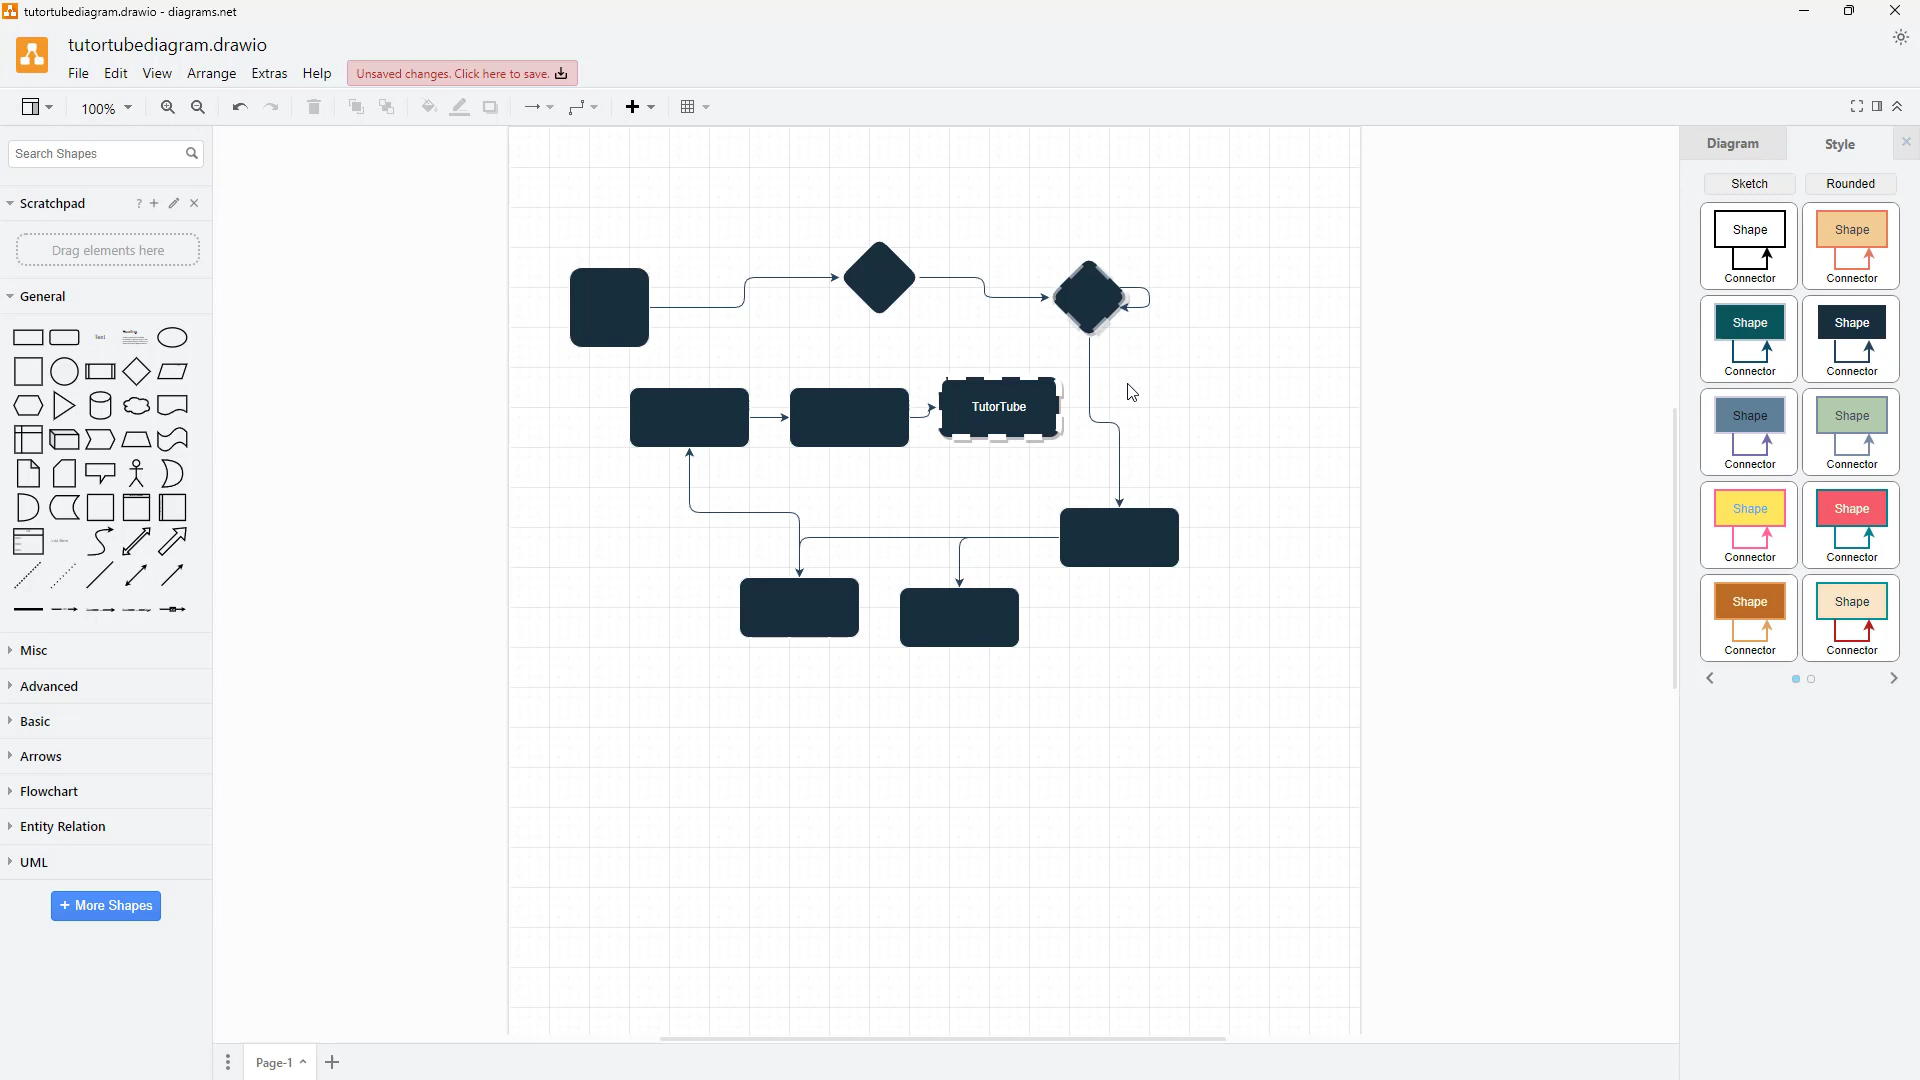 tutortubediagram.drawio - diagrams.net
tutortubediagram.drawio
File Edit View Arrange Extras Help Unsaved changes. Click here to save.
100%
Search Shapes
Scratchpad ?
Drag elements here
General
Text
Heading
Misc
Advanced
Basic
Arrows
Flowchart
Entity Relation
UML
+ More Shapes
TutorTube
Page-1
Diagram Style
Sketch Rounded
Shape Shape
Connector Connector
Shape Shape
Connector Connector
Shape Shape
Connector Connector
Shape Shape
Connector Connector
Shape Shape
Connector Connector